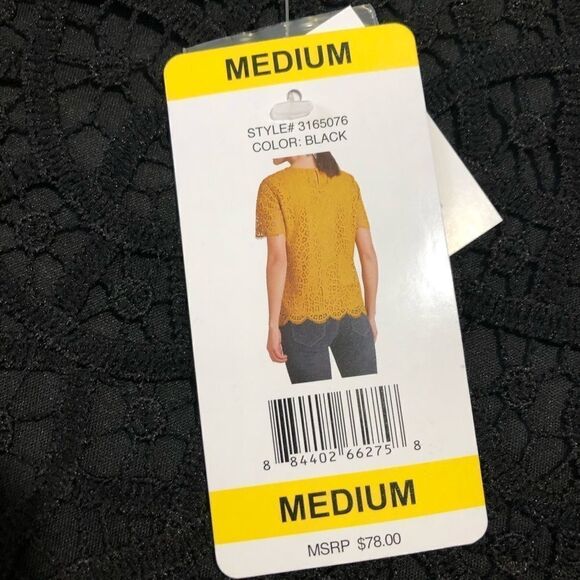 MEDIUM
STYLE# 3165076
COLOR: BLACK
8 84402 66275 8
MEDIUM
MSRP $78.00